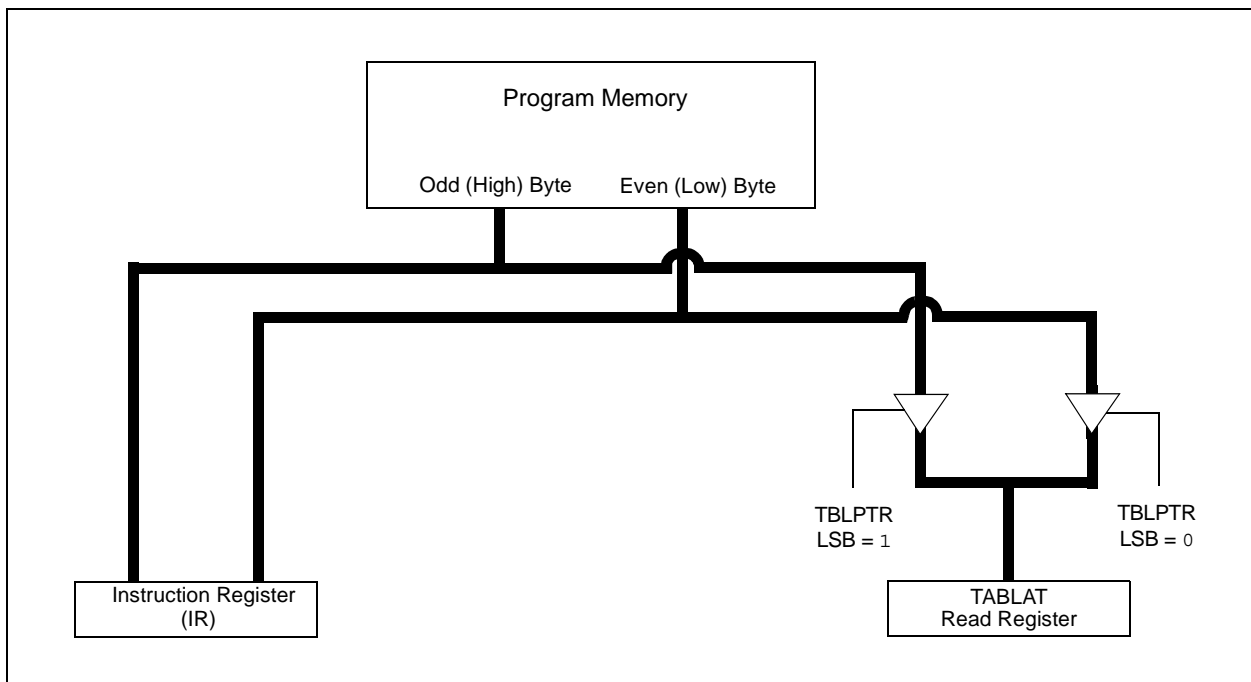 Program Memory
Odd (High) Byte
Even (Low) Byte
TBLPTR
LSB = 1
TBLPTR
LSB = 0
Instruction Register
(IR)
TABLAT
Read Register